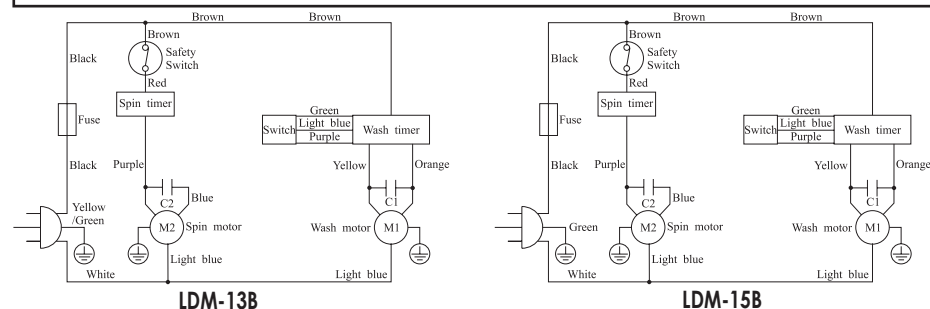 Brown
Brown
Brown
Black
Safety
Switch
Red
Spin timer
Fuse
Green
Switch
Light blue
Wash timer
Purple
Black
Purple
Yellow
Orange
Yellow
/Green
C2
Blue
C1
M2
Spin motor
Wash motor
M1
Light blue
White
Light blue
LDM-13B
Brown
Brown
Brown
Black
Safety
Switch
Red
Spin timer
Fuse
Green
Switch
Light blue
Wash timer
Purple
Black
Purple
Yellow
Orange
C2
Blue
C1
Green
M2
Spin motor
Wash motor
M1
Light blue
White
Light blue
LDM-15B